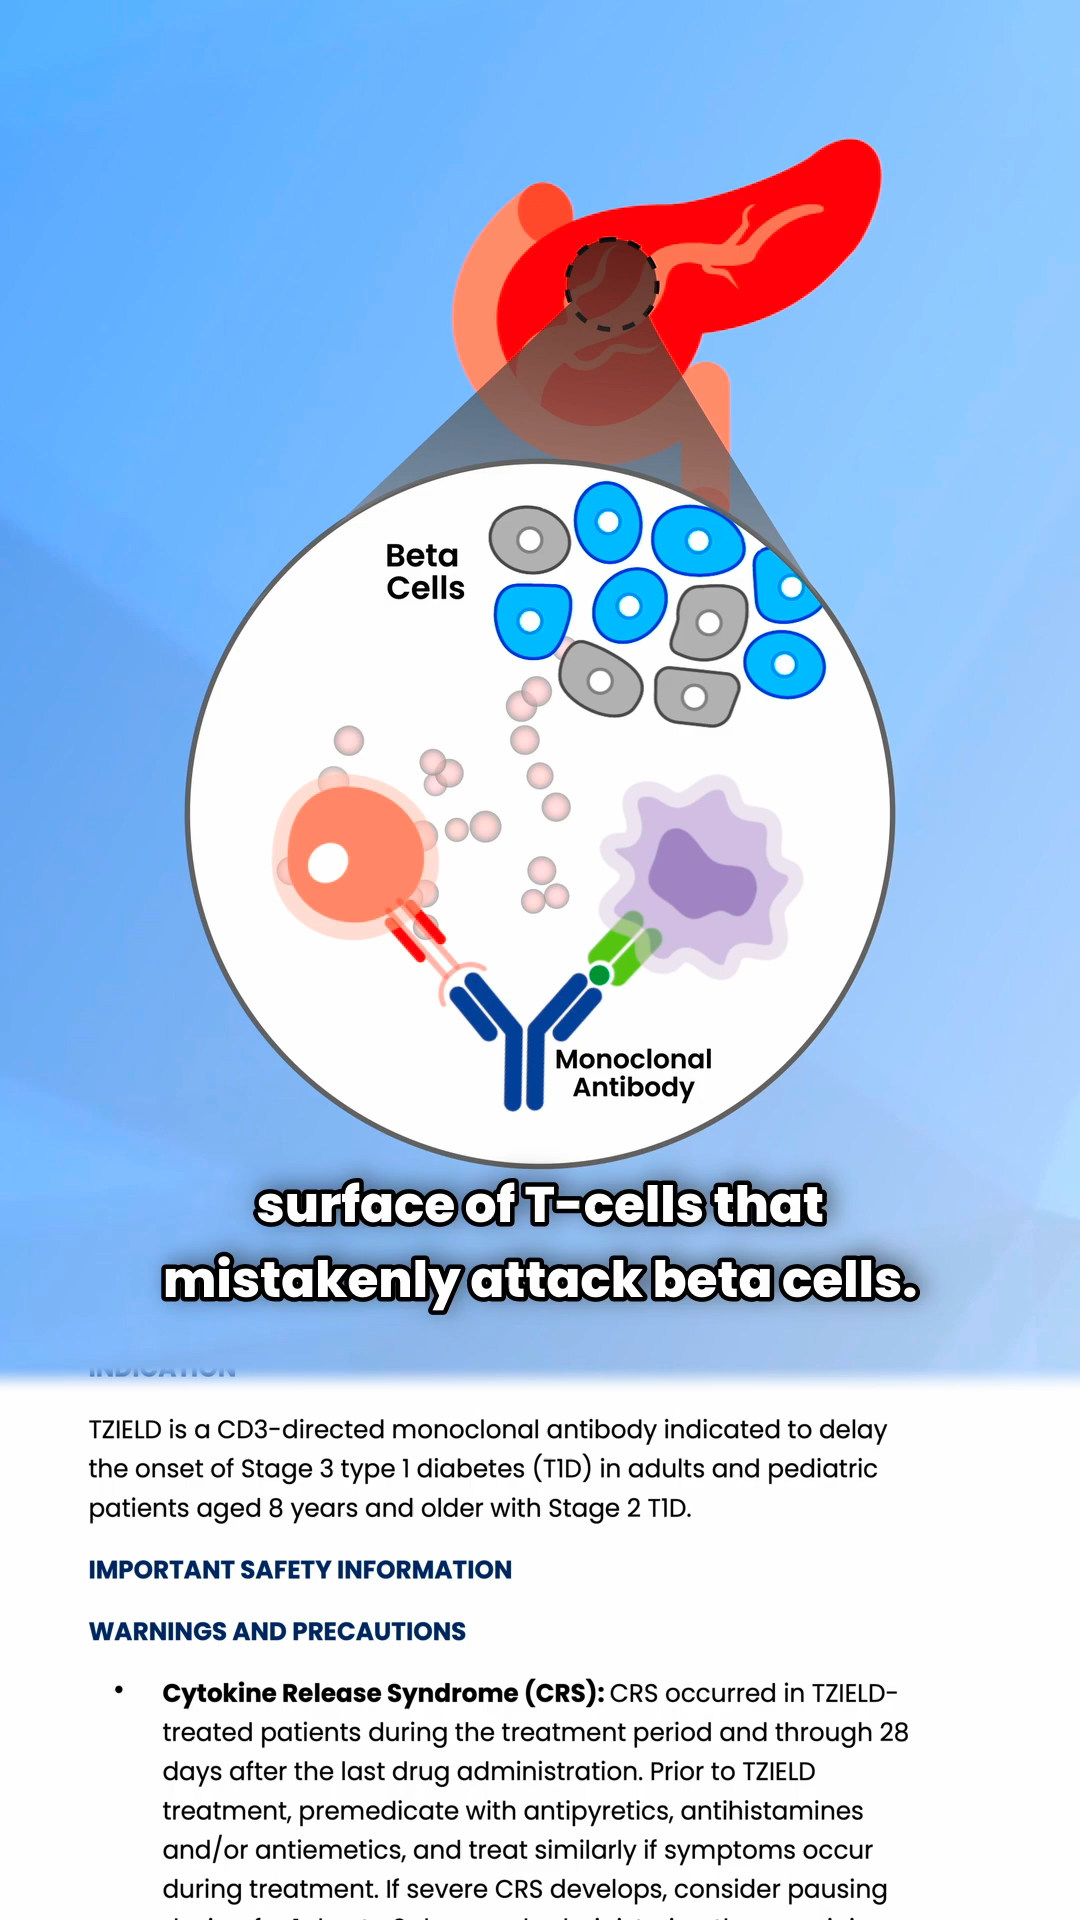 Beta
Cells
Monoclonal
Antibody
surface of T-cells that
mistakenly attack beta cells.
INDICATION
TZIELD is a CD3-directed monoclonal antibody indicated to delay
the onset of Stage 3 type 1 diabetes (T1D) in adults and pediatric
patients aged 8 years and older with Stage 2 T1D.
IMPORTANT SAFETY INFORMATION
WARNINGS AND PRECAUTIONS
• Cytokine Release Syndrome (CRS): CRS occurred in TZIELD-
treated patients during the treatment period and through 28
days after the last drug administration. Prior to TZIELD
treatment, premedicate with antipyretics, antihistamines
and/or antiemetics, and treat similarly if symptoms occur
during treatment. If severe CRS develops, consider pausing